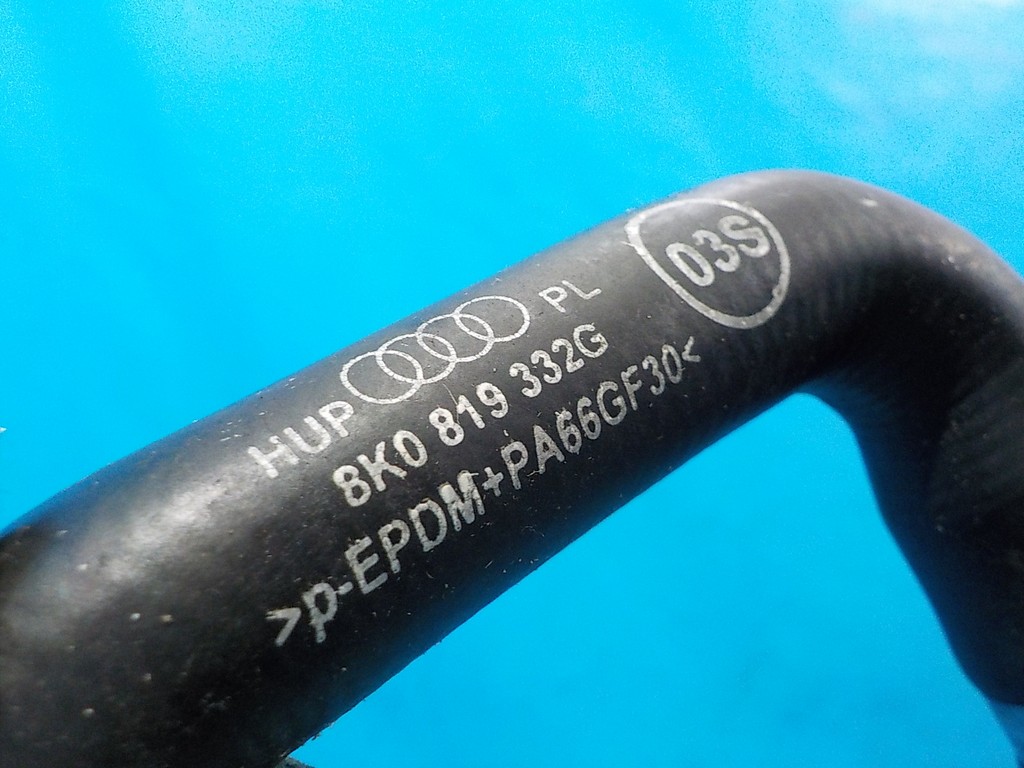 HUP PL
8K0 819 332G
>p-EPDM+PA66GF30<
03S